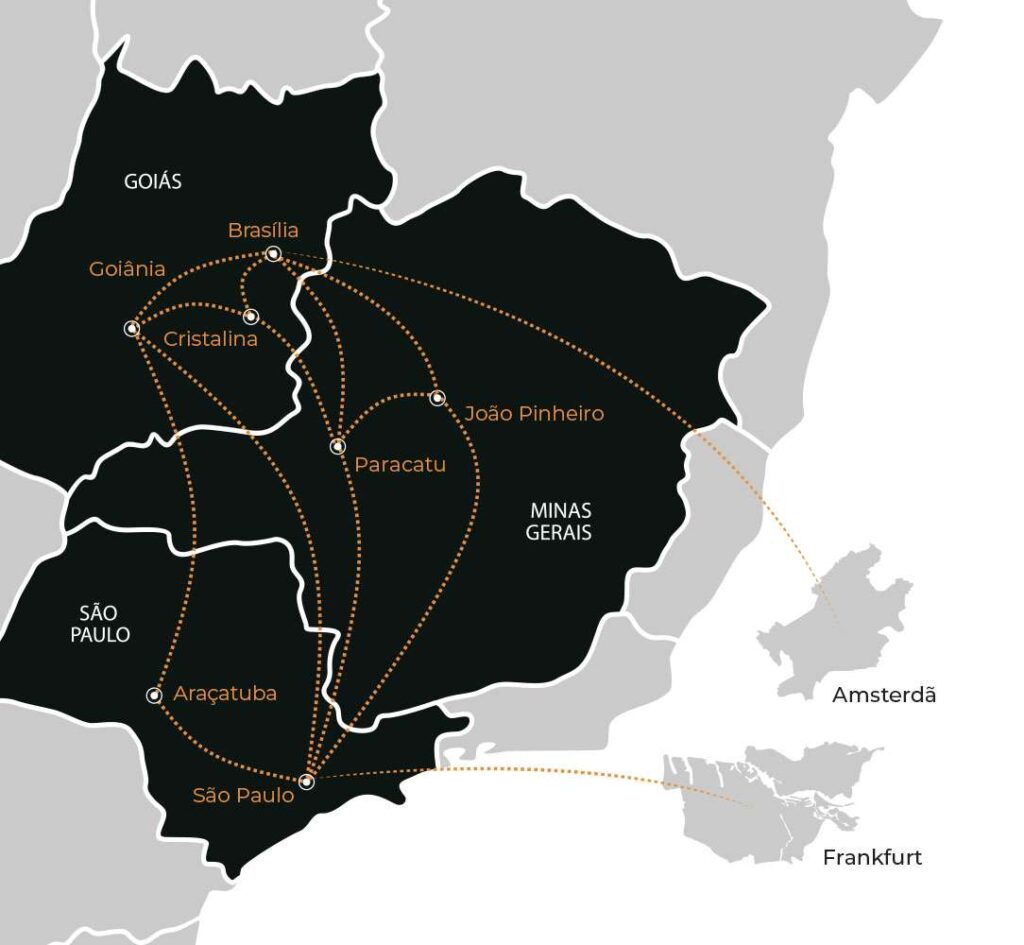 GOIÁS
Brasília
Goiânia
Cristalina
João Pinheiro
Paracatu
MINAS
GERAIS
SÃO
PAULO
Araçatuba
Amsterdã
São Paulo
Frankfurt